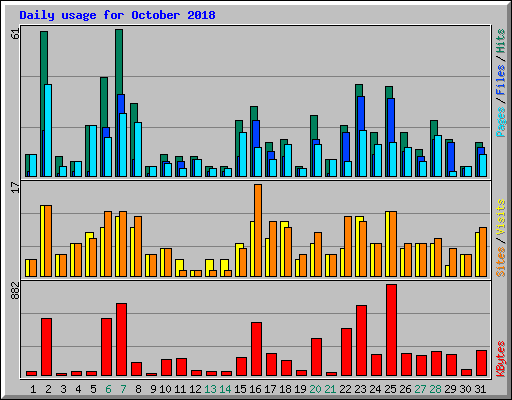 Daily usage for October 2018
61
Pages / Files / Hits
17
Sites / Visits
882
KBytes
1 2 3 4 5 6 7 8 9 10 11 12 13 14 15 16 17 18 19 20 21 22 23 24 25 26 27 28 29 30 31